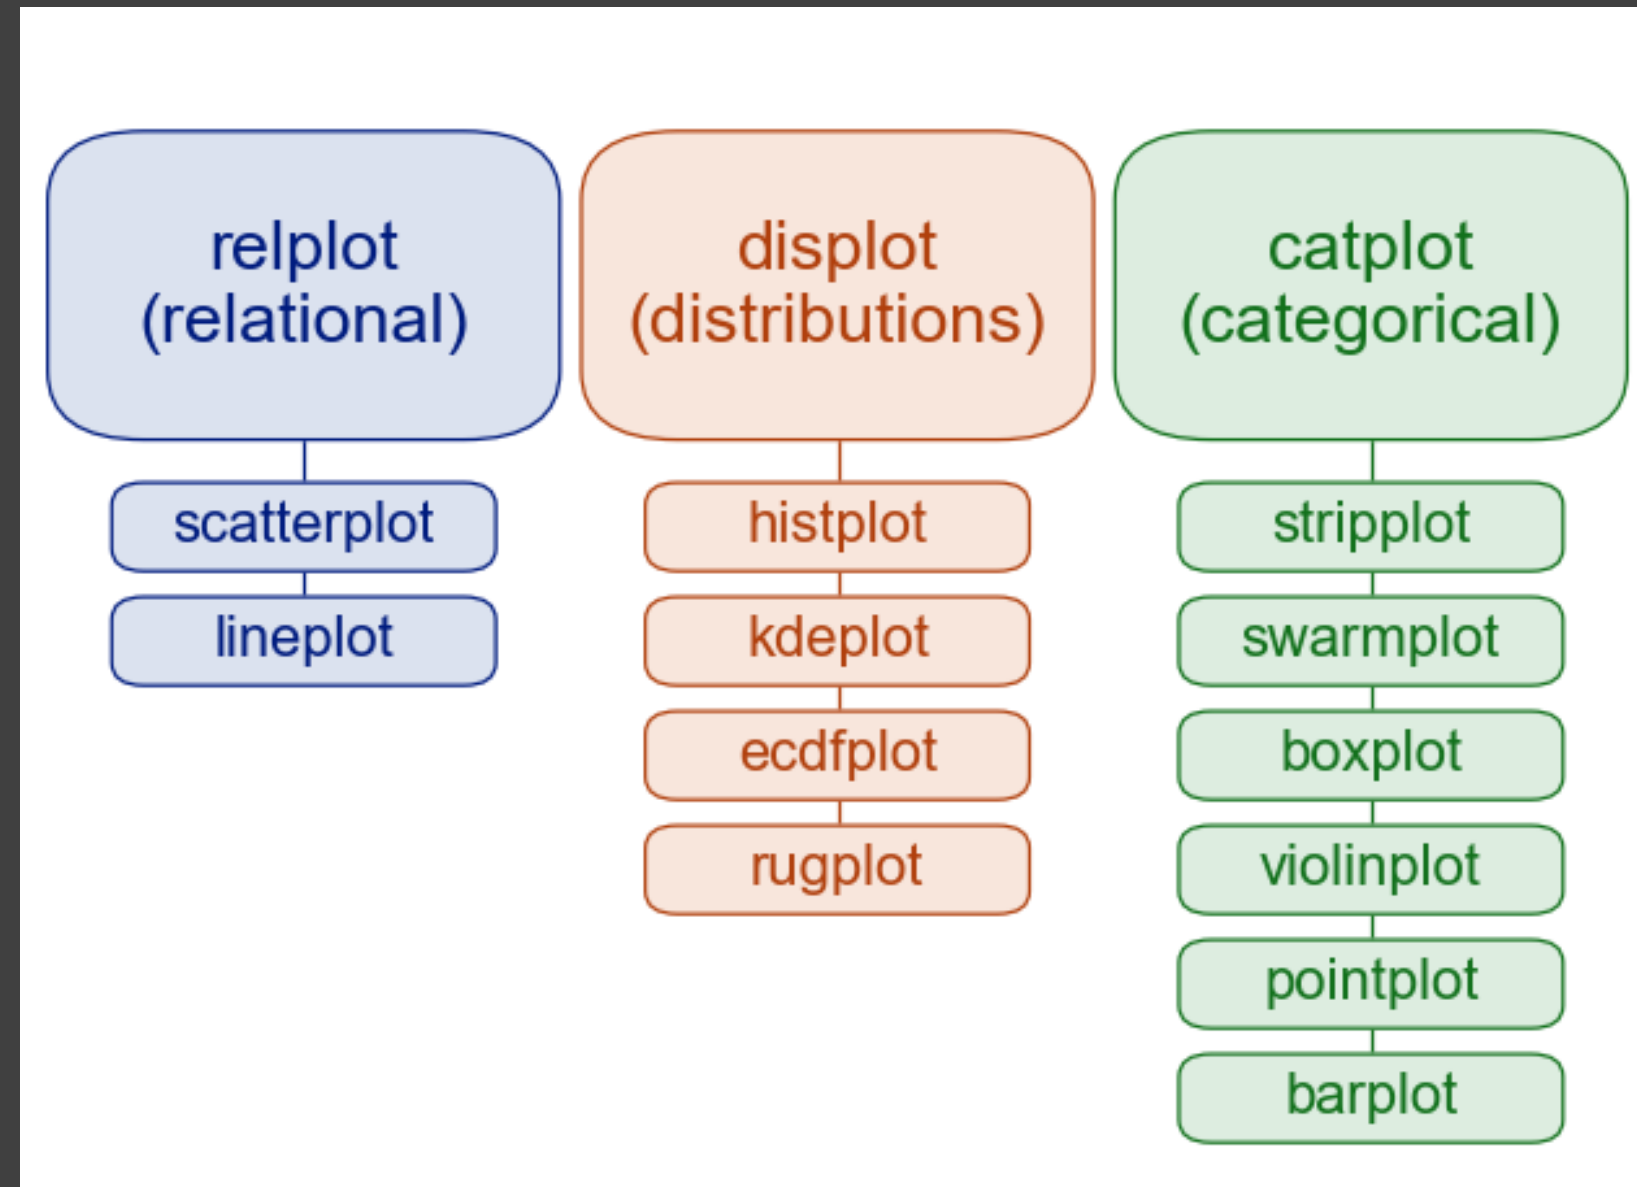 relplot
(relational)
scatterplot
lineplot
displot
(distributions)
histplot
kdeplot
ecdfplot
rugplot
catplot
(categorical)
stripplot
swarmplot
boxplot
violinplot
pointplot
barplot